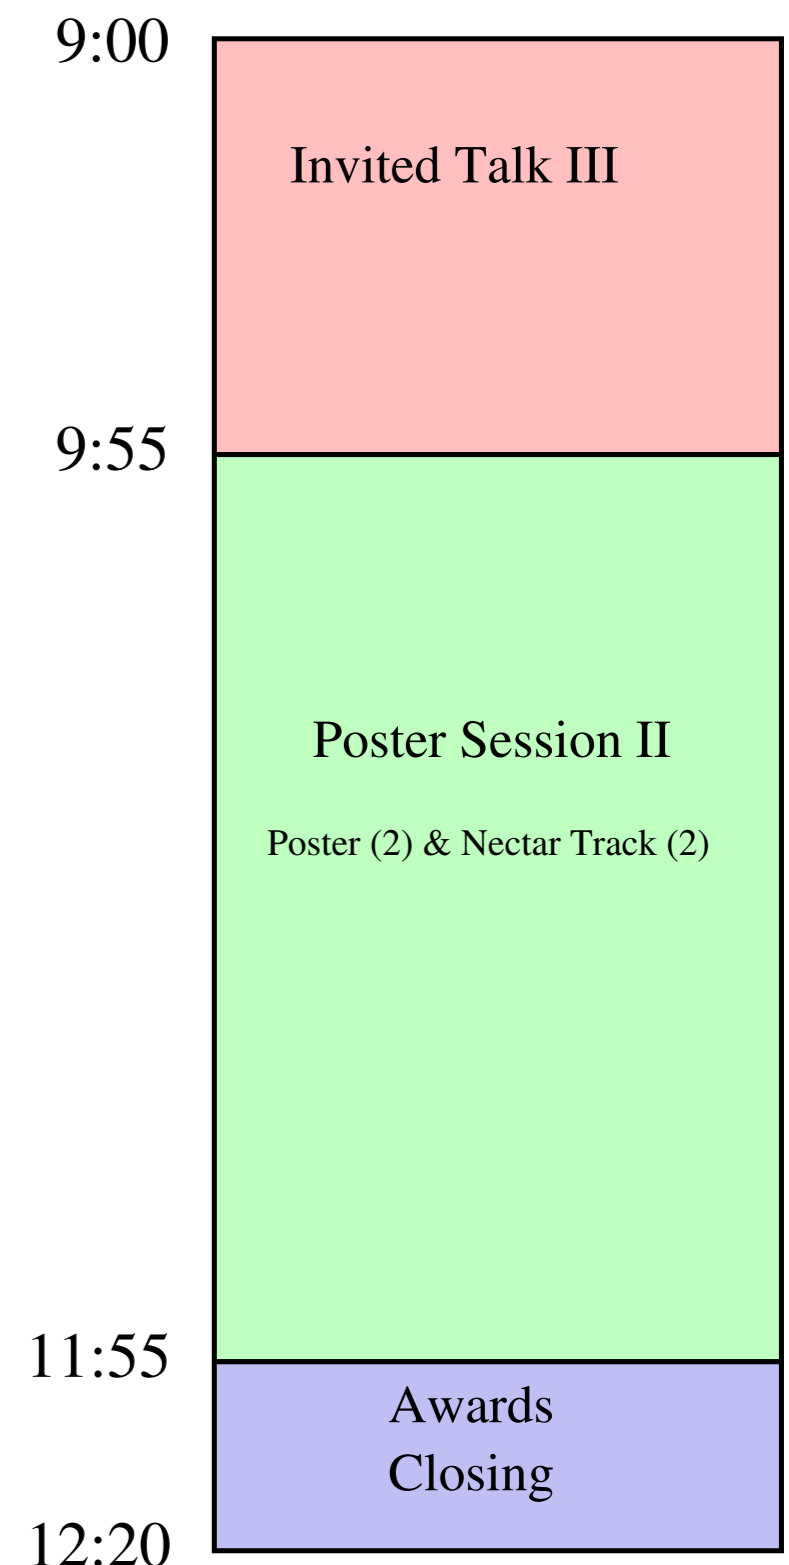 9:00
Invited Talk III
9:55
Poster Session II
Poster (2) & Nectar Track (2)
11:55
Awards
Closing
12:20